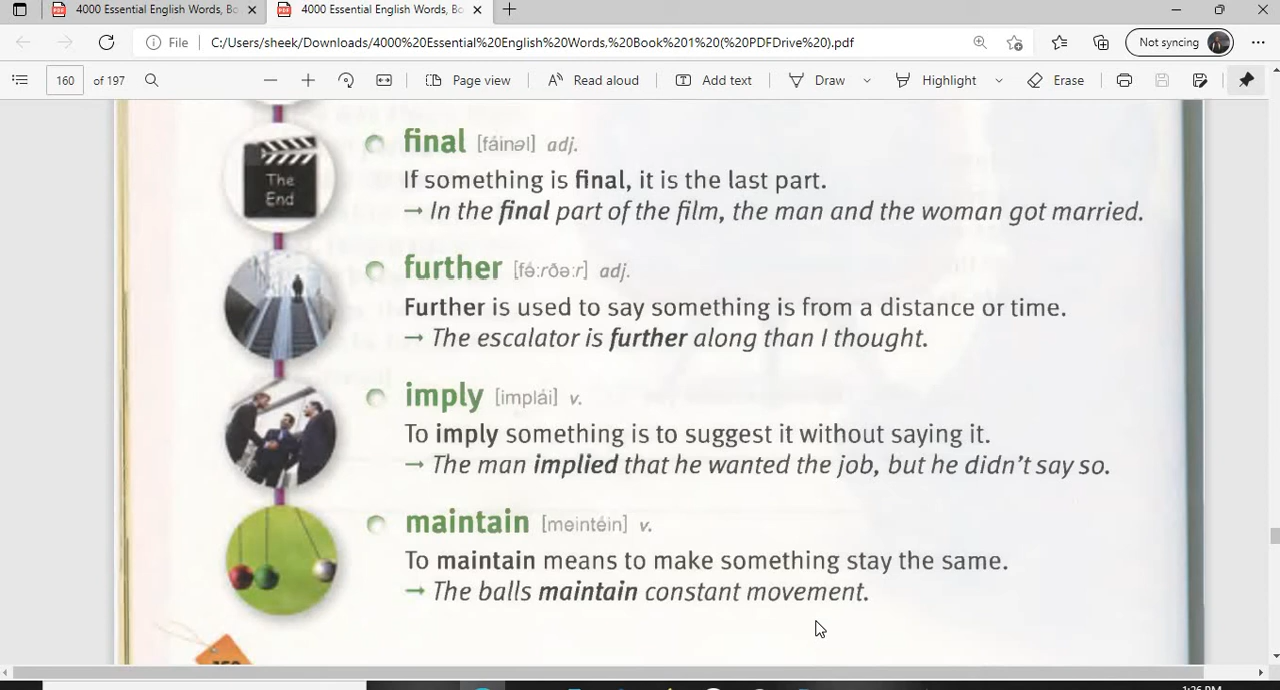 4000 Essential English Words, Bo
4000 Essential English Words, Bo
File
C:/Users/sheek/Downloads/4000%20Essential%20English%20Words,%20Book%201%20(%20PDFDrive%20).pdf
Not syncing
160 of 197
Page view
Read aloud
Add text
Draw
Highlight
Erase
The
End
final [fáinəl] adj.
If something is final, it is the last part.
→ In the final part of the film, the man and the woman got married.
further [fə́:rðə:r] adj.
Further is used to say something is from a distance or time.
→ The escalator is further along than I thought.
imply [implái] v.
To imply something is to suggest it without saying it.
→ The man implied that he wanted the job, but he didn't say so.
maintain [meintéin] v.
To maintain means to make something stay the same.
→ The balls maintain constant movement.
1:26 PM